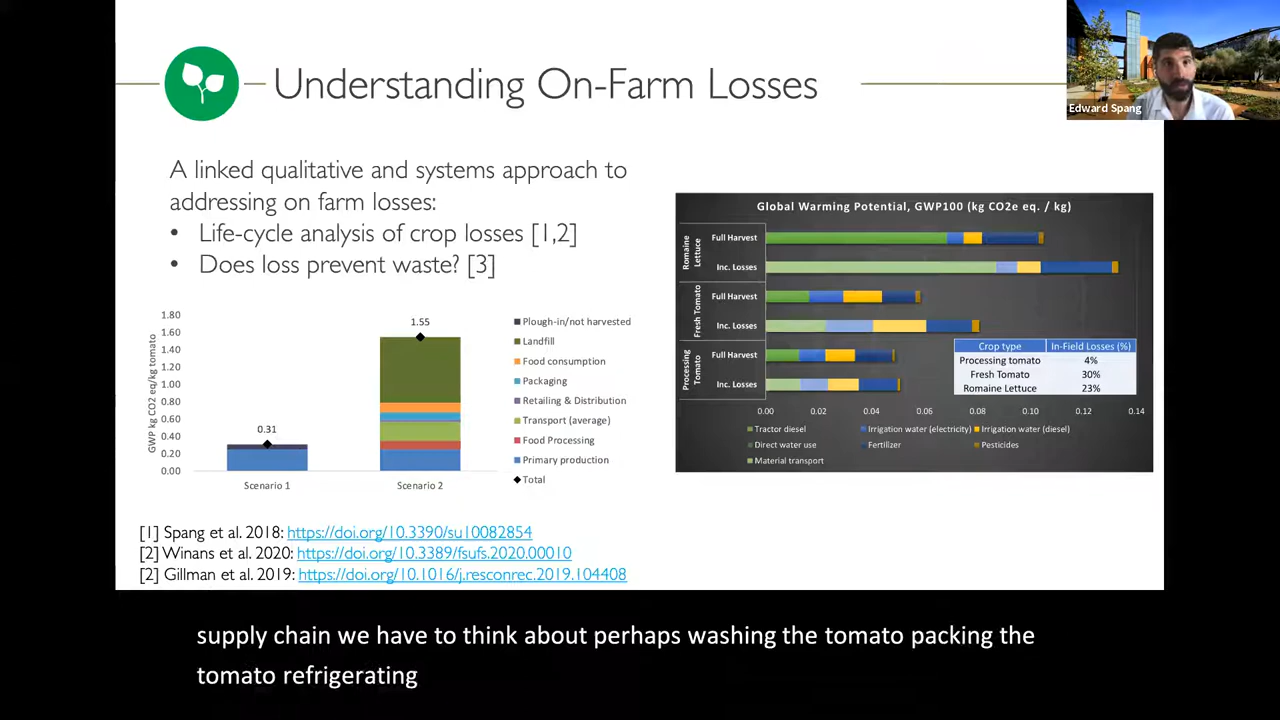 Understanding On-Farm Losses
Edward Spang
A linked qualitative and systems approach to
addressing on farm losses:
• Life-cycle analysis of crop losses [1,2]
• Does loss prevent waste? [3]
GWP kg CO2 eq/kg tomato
1.80
1.60
1.40
1.20
1.00
0.80
0.60
0.40
0.20
0.00
0.31
1.55
Scenario 1
Scenario 2
Plough-in/not harvested
Landfill
Food consumption
Packaging
Retailing & Distribution
Transport (average)
Food Processing
Primary production
Total
Global Warming Potential, GWP100 (kg CO2e eq. / kg)
Romaine
Lettuce
Full Harvest
Inc. Losses
Fresh Tomato
Full Harvest
Inc. Losses
Processing
Tomato
Full Harvest
Inc. Losses
Crop type In-Field Losses (%)
Processing tomato 4%
Fresh Tomato 30%
Romaine Lettuce 23%
0.00 0.02 0.04 0.06 0.08 0.10 0.12 0.14
Tractor diesel Irrigation water (electricity) Irrigation water (diesel)
Direct water use Fertilizer Pesticides
Material transport
[1] Spang et al. 2018: https://doi.org/10.3390/su10082854
[2] Winans et al. 2020: https://doi.org/10.3389/fsufs.2020.00010
[2] Gillman et al. 2019: https://doi.org/10.1016/j.resconrec.2019.104408
supply chain we have to think about perhaps washing the tomato packing the
tomato refrigerating